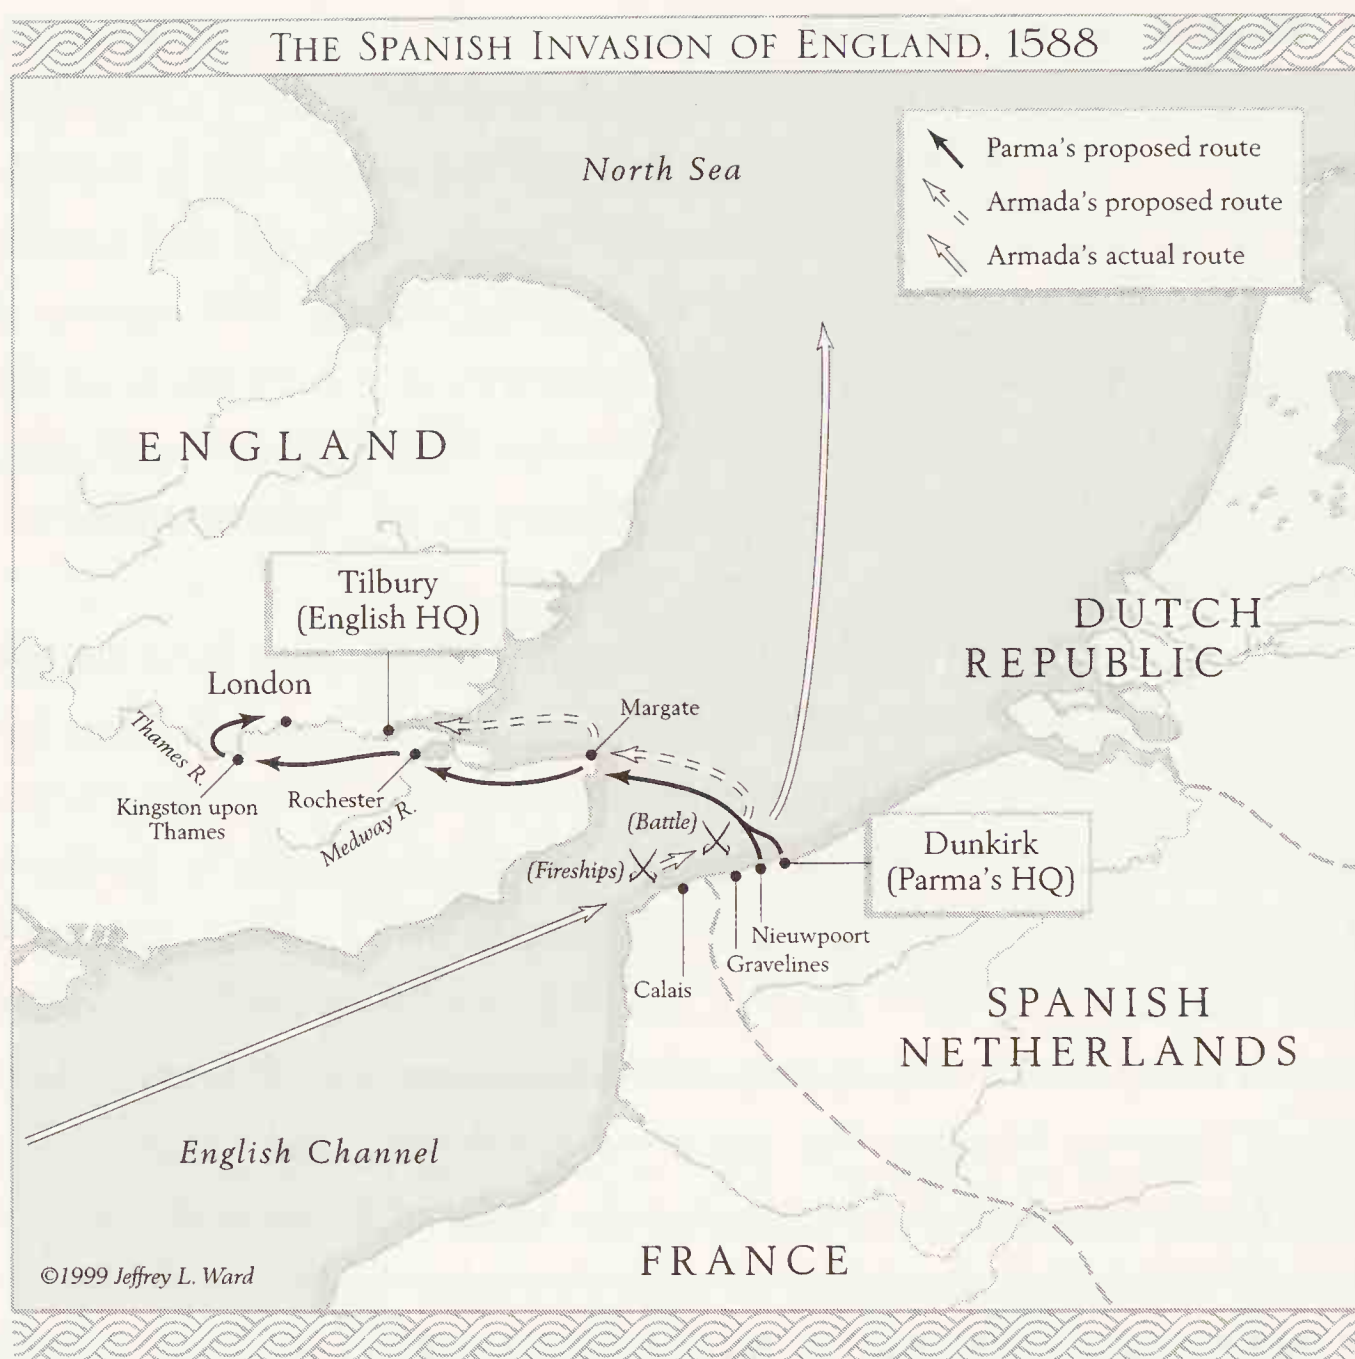 THE SPANISH INVASION OF ENGLAND, 1588
North Sea
Parma's proposed route
Armada's proposed route
Armada's actual route
ENGLAND
Tilbury
(English HQ)
DUTCH
REPUBLIC
London
Margate
Thames R.
Kingston upon
Thames
Rochester
Medway R.
(Battle)
(Fireships)
Dunkirk
(Parma's HQ)
Nieuwpoort
Gravelines
Calais
SPANISH
NETHERLANDS
English Channel
FRANCE
©1999 Jeffrey L. Ward